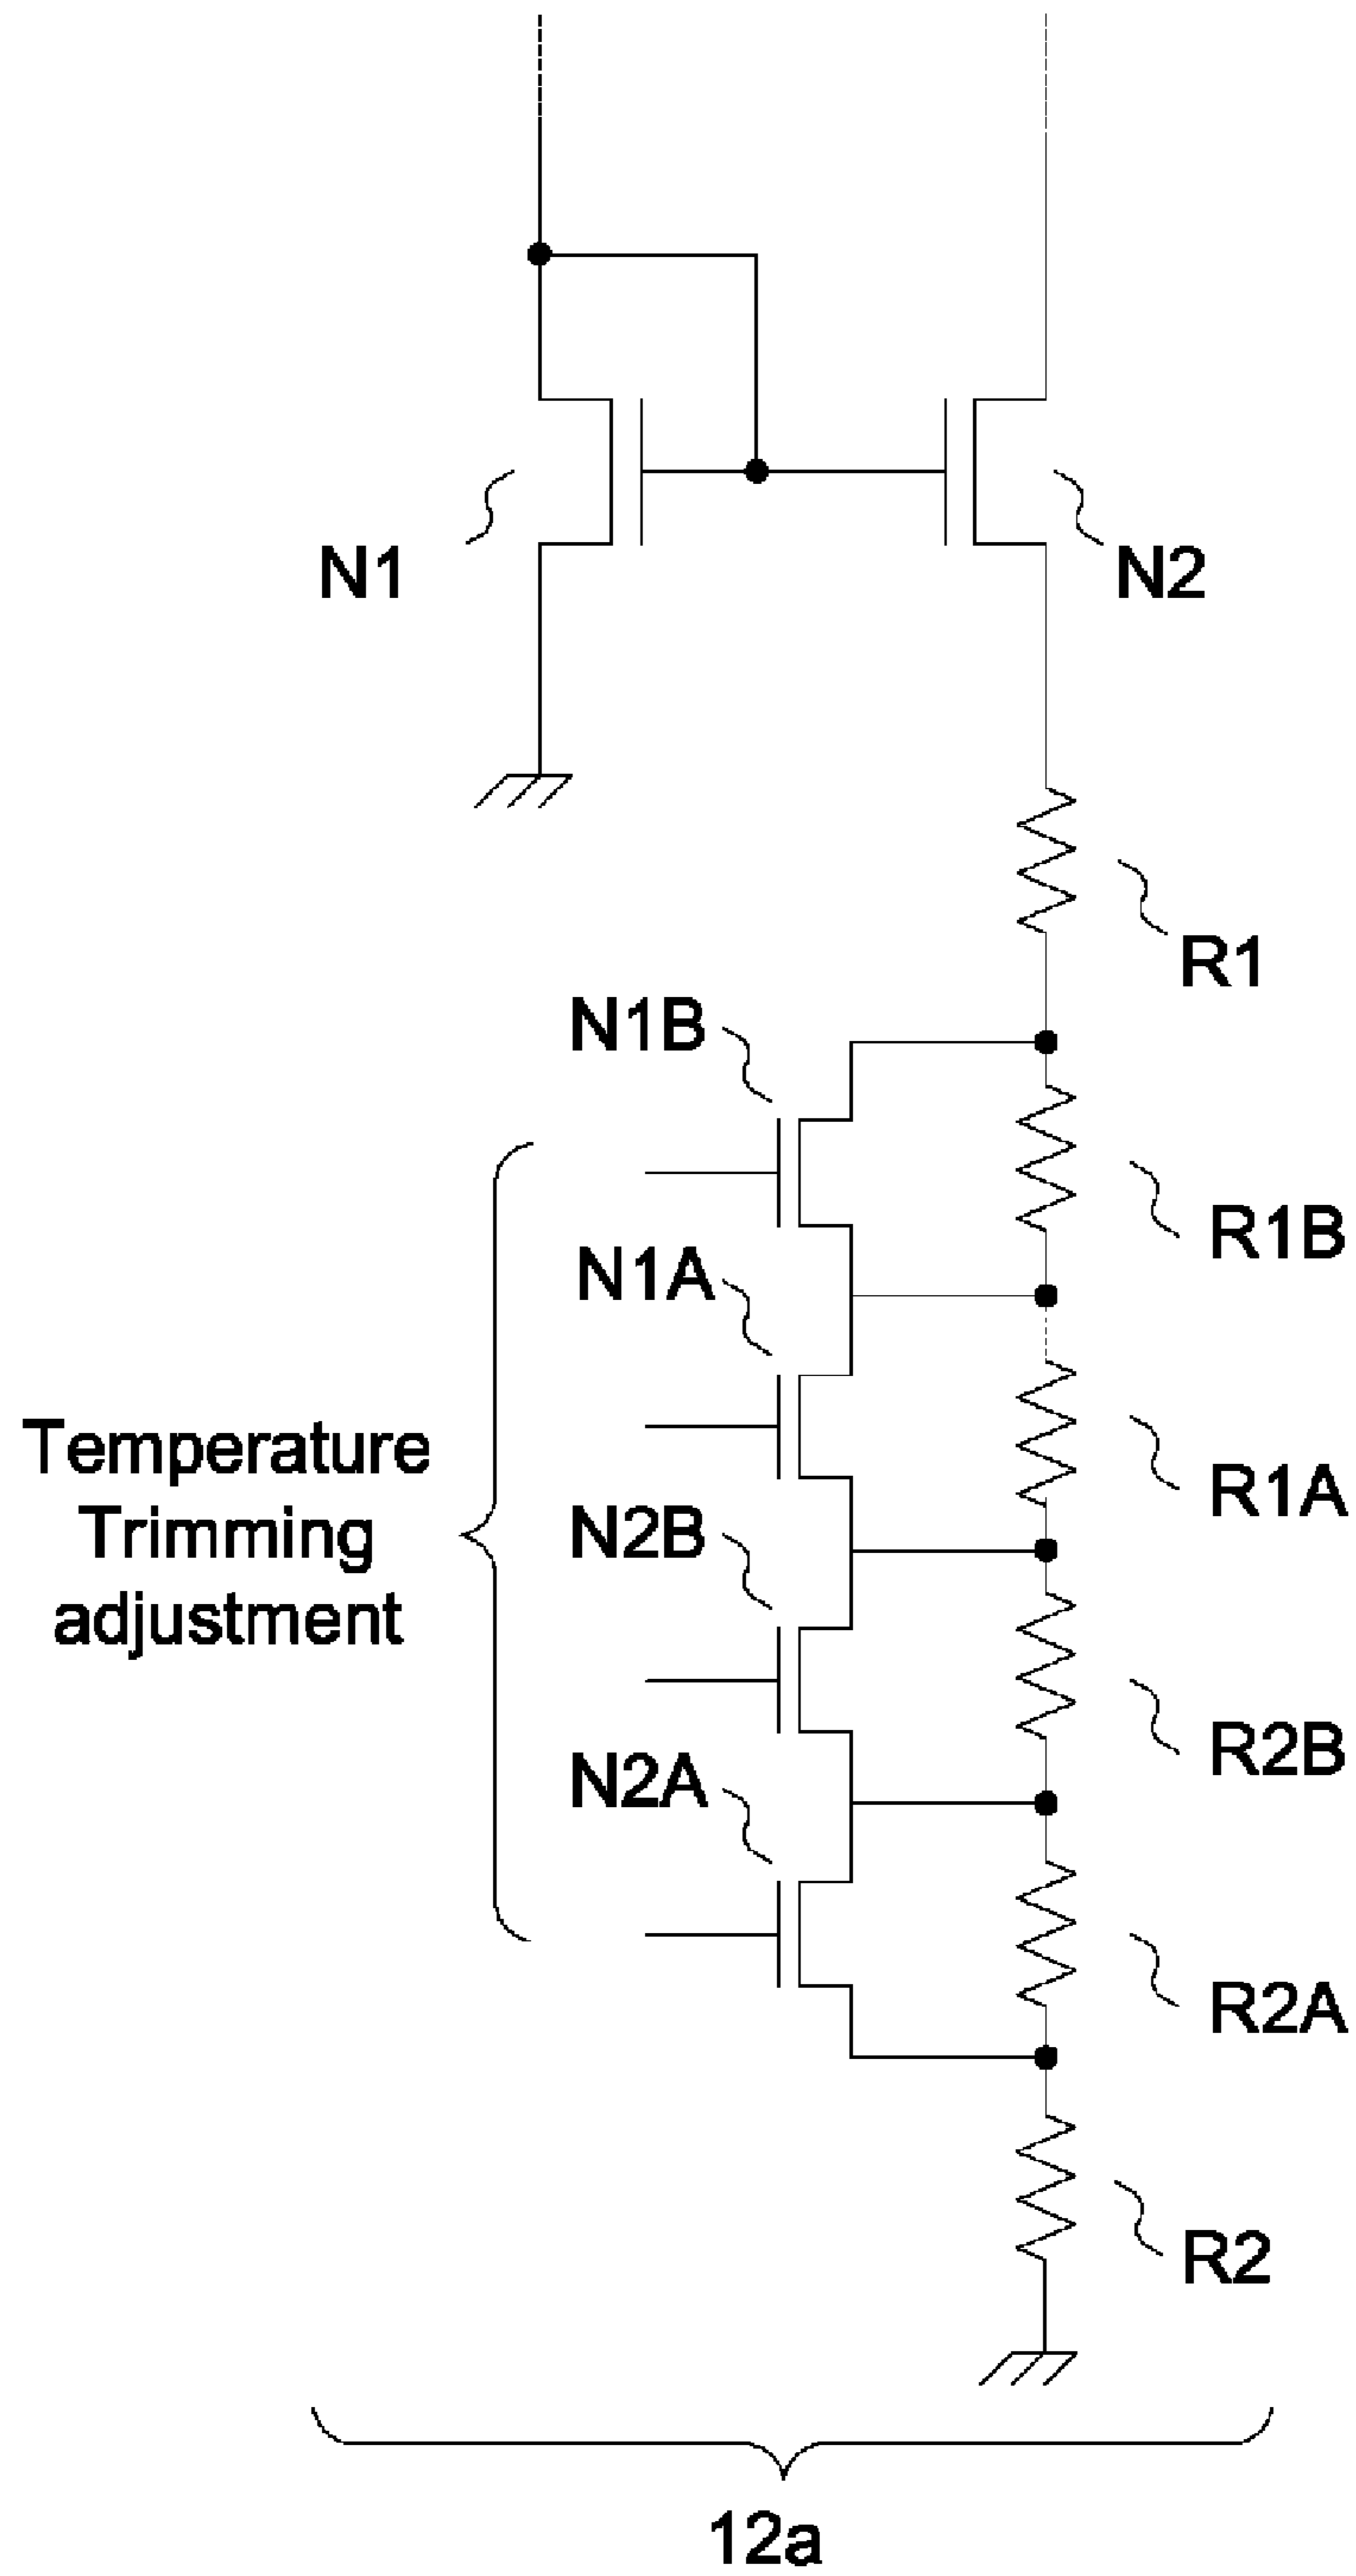 N1
N2
R1
N1B
R1B
N1A
Temperature
Trimming
adjustment
R1A
N2B
R2B
N2A
R2A
R2
12a